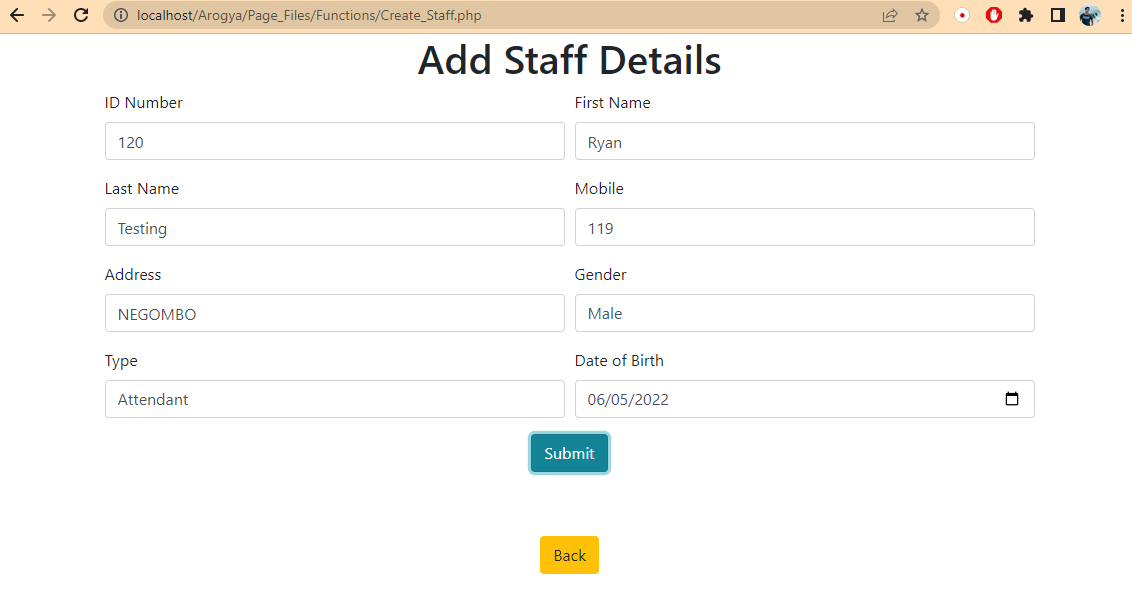 localhost/Arogya/Page_Files/Functions/Create_Staff.php
Add Staff Details
ID Number
First Name
120
Ryan
Last Name
Mobile
Testing
119
Address
Gender
NEGOMBO
Male
Type
Date of Birth
Attendant
06/05/2022
Submit
Back